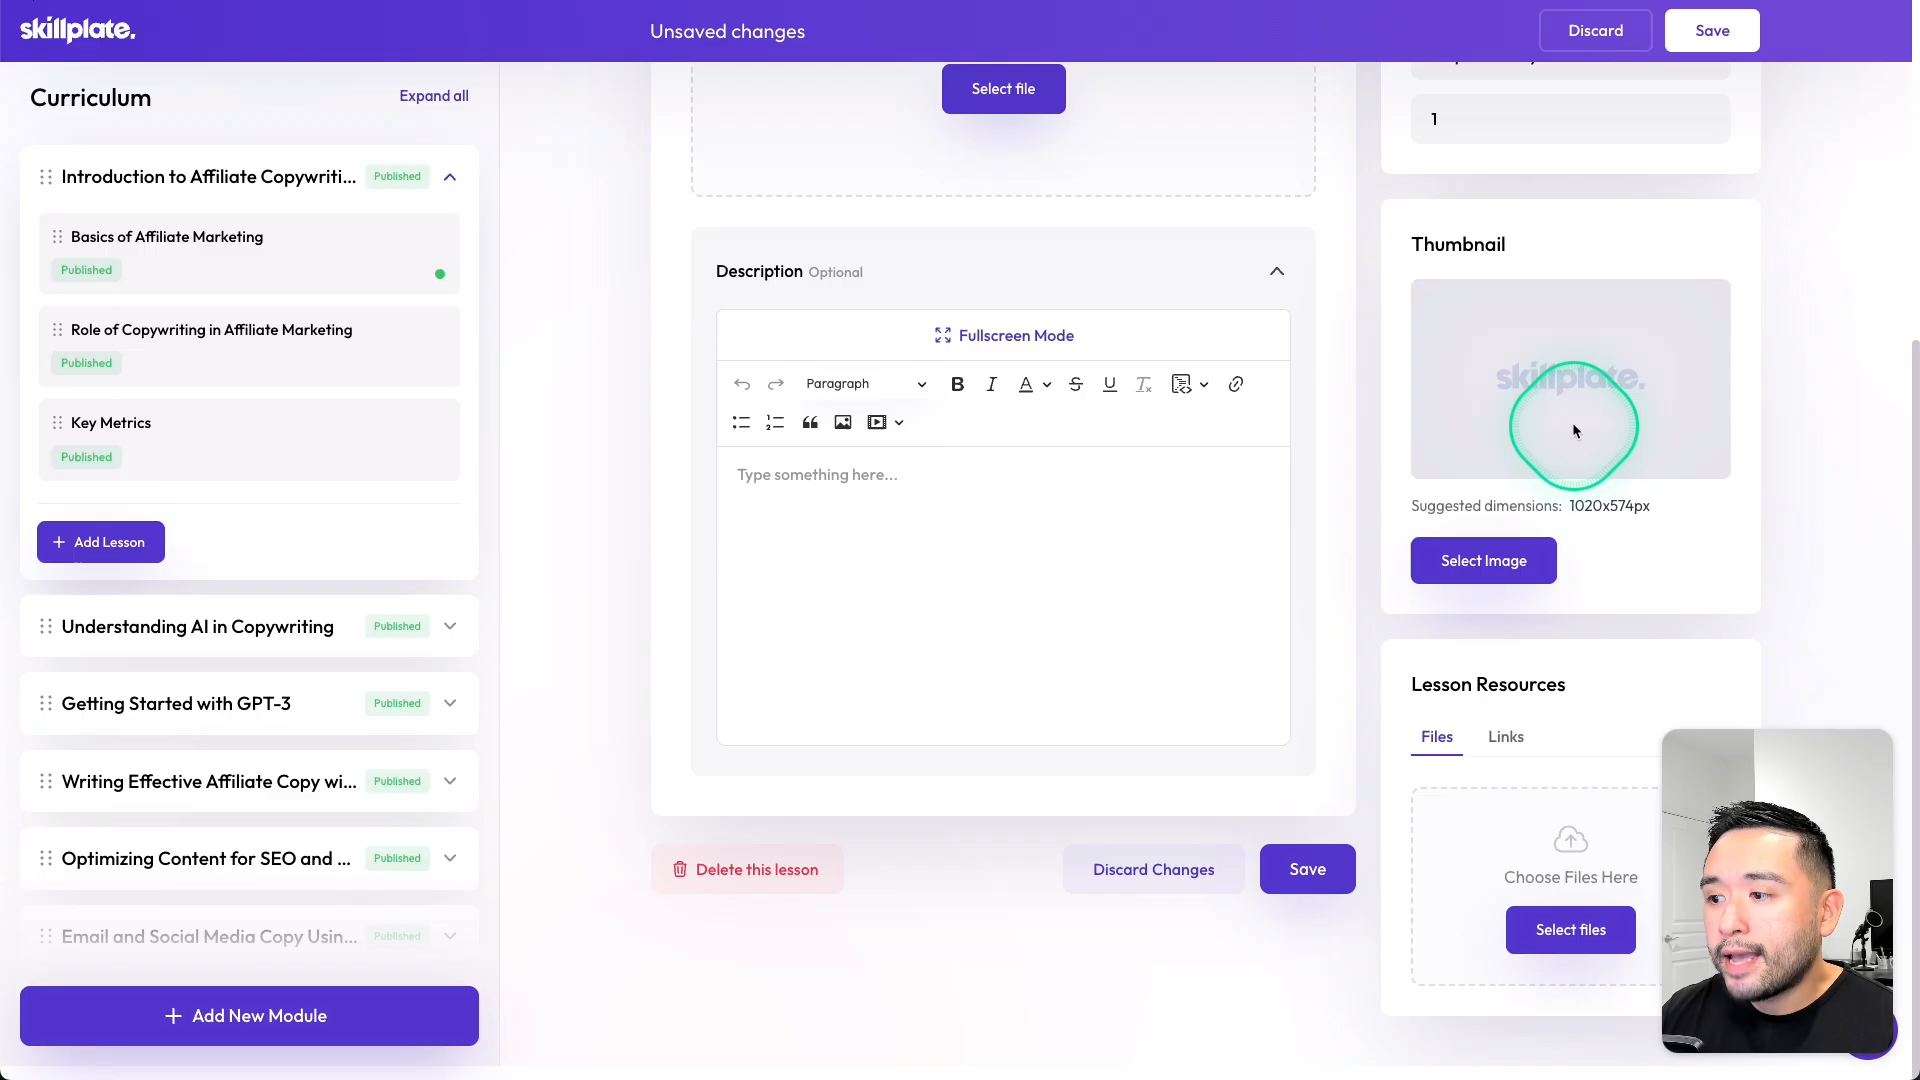 skillplate.
Unsaved changes
Discard
Save
Curriculum
Expand all
Introduction to Affiliate Copywriti...
Published
Basics of Affiliate Marketing
Published
Role of Copywriting in Affiliate Marketing
Published
Key Metrics
Published
+ Add Lesson
Understanding AI in Copywriting
Published
Getting Started with GPT-3
Published
Writing Effective Affiliate Copy wi...
Published
Optimizing Content for SEO and ...
Published
Email and Social Media Copy Usin...
Published
+ Add New Module
Select file
Description Optional
Fullscreen Mode
Paragraph
Type something here...
Delete this lesson
Discard Changes
Save
1
Thumbnail
skillplate.
Suggested dimensions: 1020x574px
Select Image
Lesson Resources
Files
Links
Choose Files Here
Select files